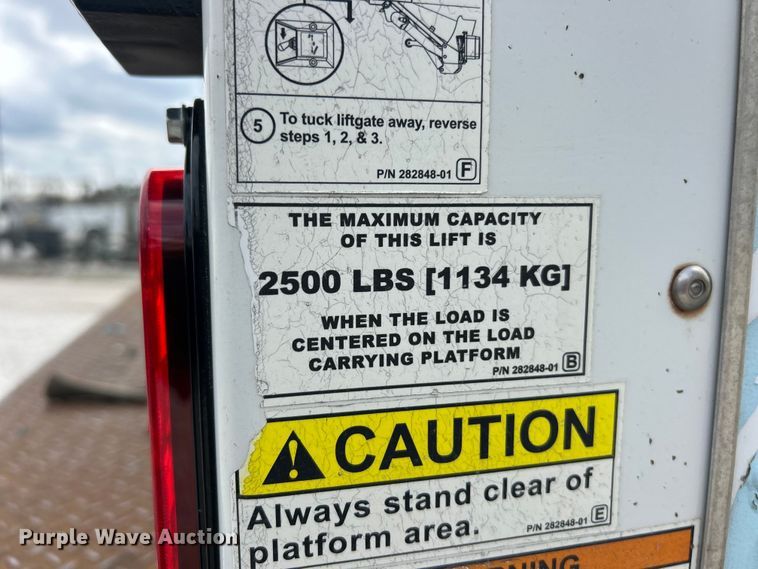 5 To tuck liftgate away, reverse
steps 1, 2, & 3.
P/N 282848-01 F
THE MAXIMUM CAPACITY
OF THIS LIFT IS
2500 LBS [1134 KG]
WHEN THE LOAD IS
CENTERED ON THE LOAD
CARRYING PLATFORM
P/N 282848-01 B
CAUTION
Always stand clear of
platform area.
P/N 282848-01 E
WARNING
Purple Wave Auction